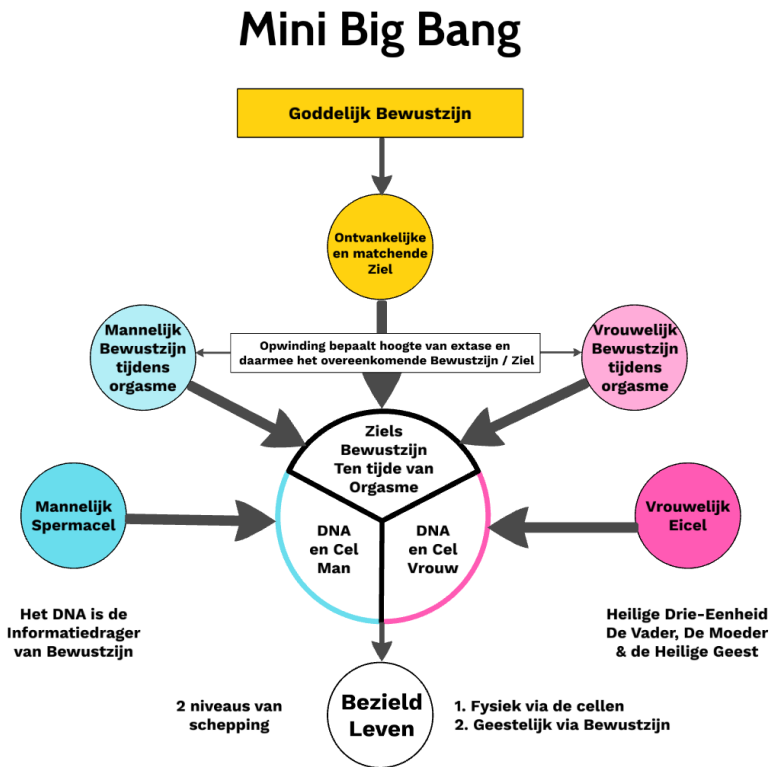 Mini Big Bang
Goddelijk Bewustzijn
Ontvankelijke
en matchende
Ziel
Mannelijk
Bewustzijn
tijdens
orgasme
Opwinding bepaalt hoogte van extase en
daarmee het overeenkomende Bewustzijn / Ziel
Vrouwelijk
Bewustzijn
tijdens
orgasme
Ziels
Bewustzijn
Ten tijde van
Orgasme
Mannelijk
Spermacel
DNA
en Cel
Man
DNA
en Cel
Vrouw
Vrouwelijk
Eicel
Het DNA is de
Informatiedrager
van Bewustzijn
Heilige Drie-Eenheid
De Vader, De Moeder
& de Heilige Geest
2 niveaus van
schepping
Bezield
Leven
1. Fysiek via de cellen
2. Geestelijk via Bewustzijn